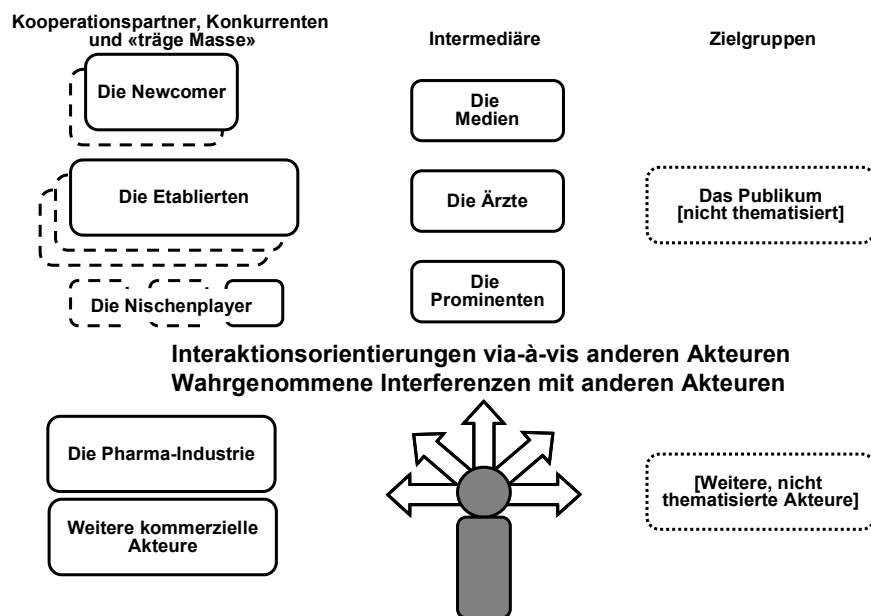 Kooperationspartner, Konkurrenten
und «träge Masse»
Intermediäre
Zielgruppen
Die Newcomer
Die
Medien
Die Etablierten
Die Ärzte
Das Publikum
[nicht thematisiert]
Die Nischenplayer
Die
Prominenten
Interaktionsorientierungen via-à-vis anderen Akteuren
Wahrgenommene Interferenzen mit anderen Akteuren
Die Pharma-Industrie
Weitere kommerzielle
Akteure
[Weitere, nicht
thematisierte Akteure]